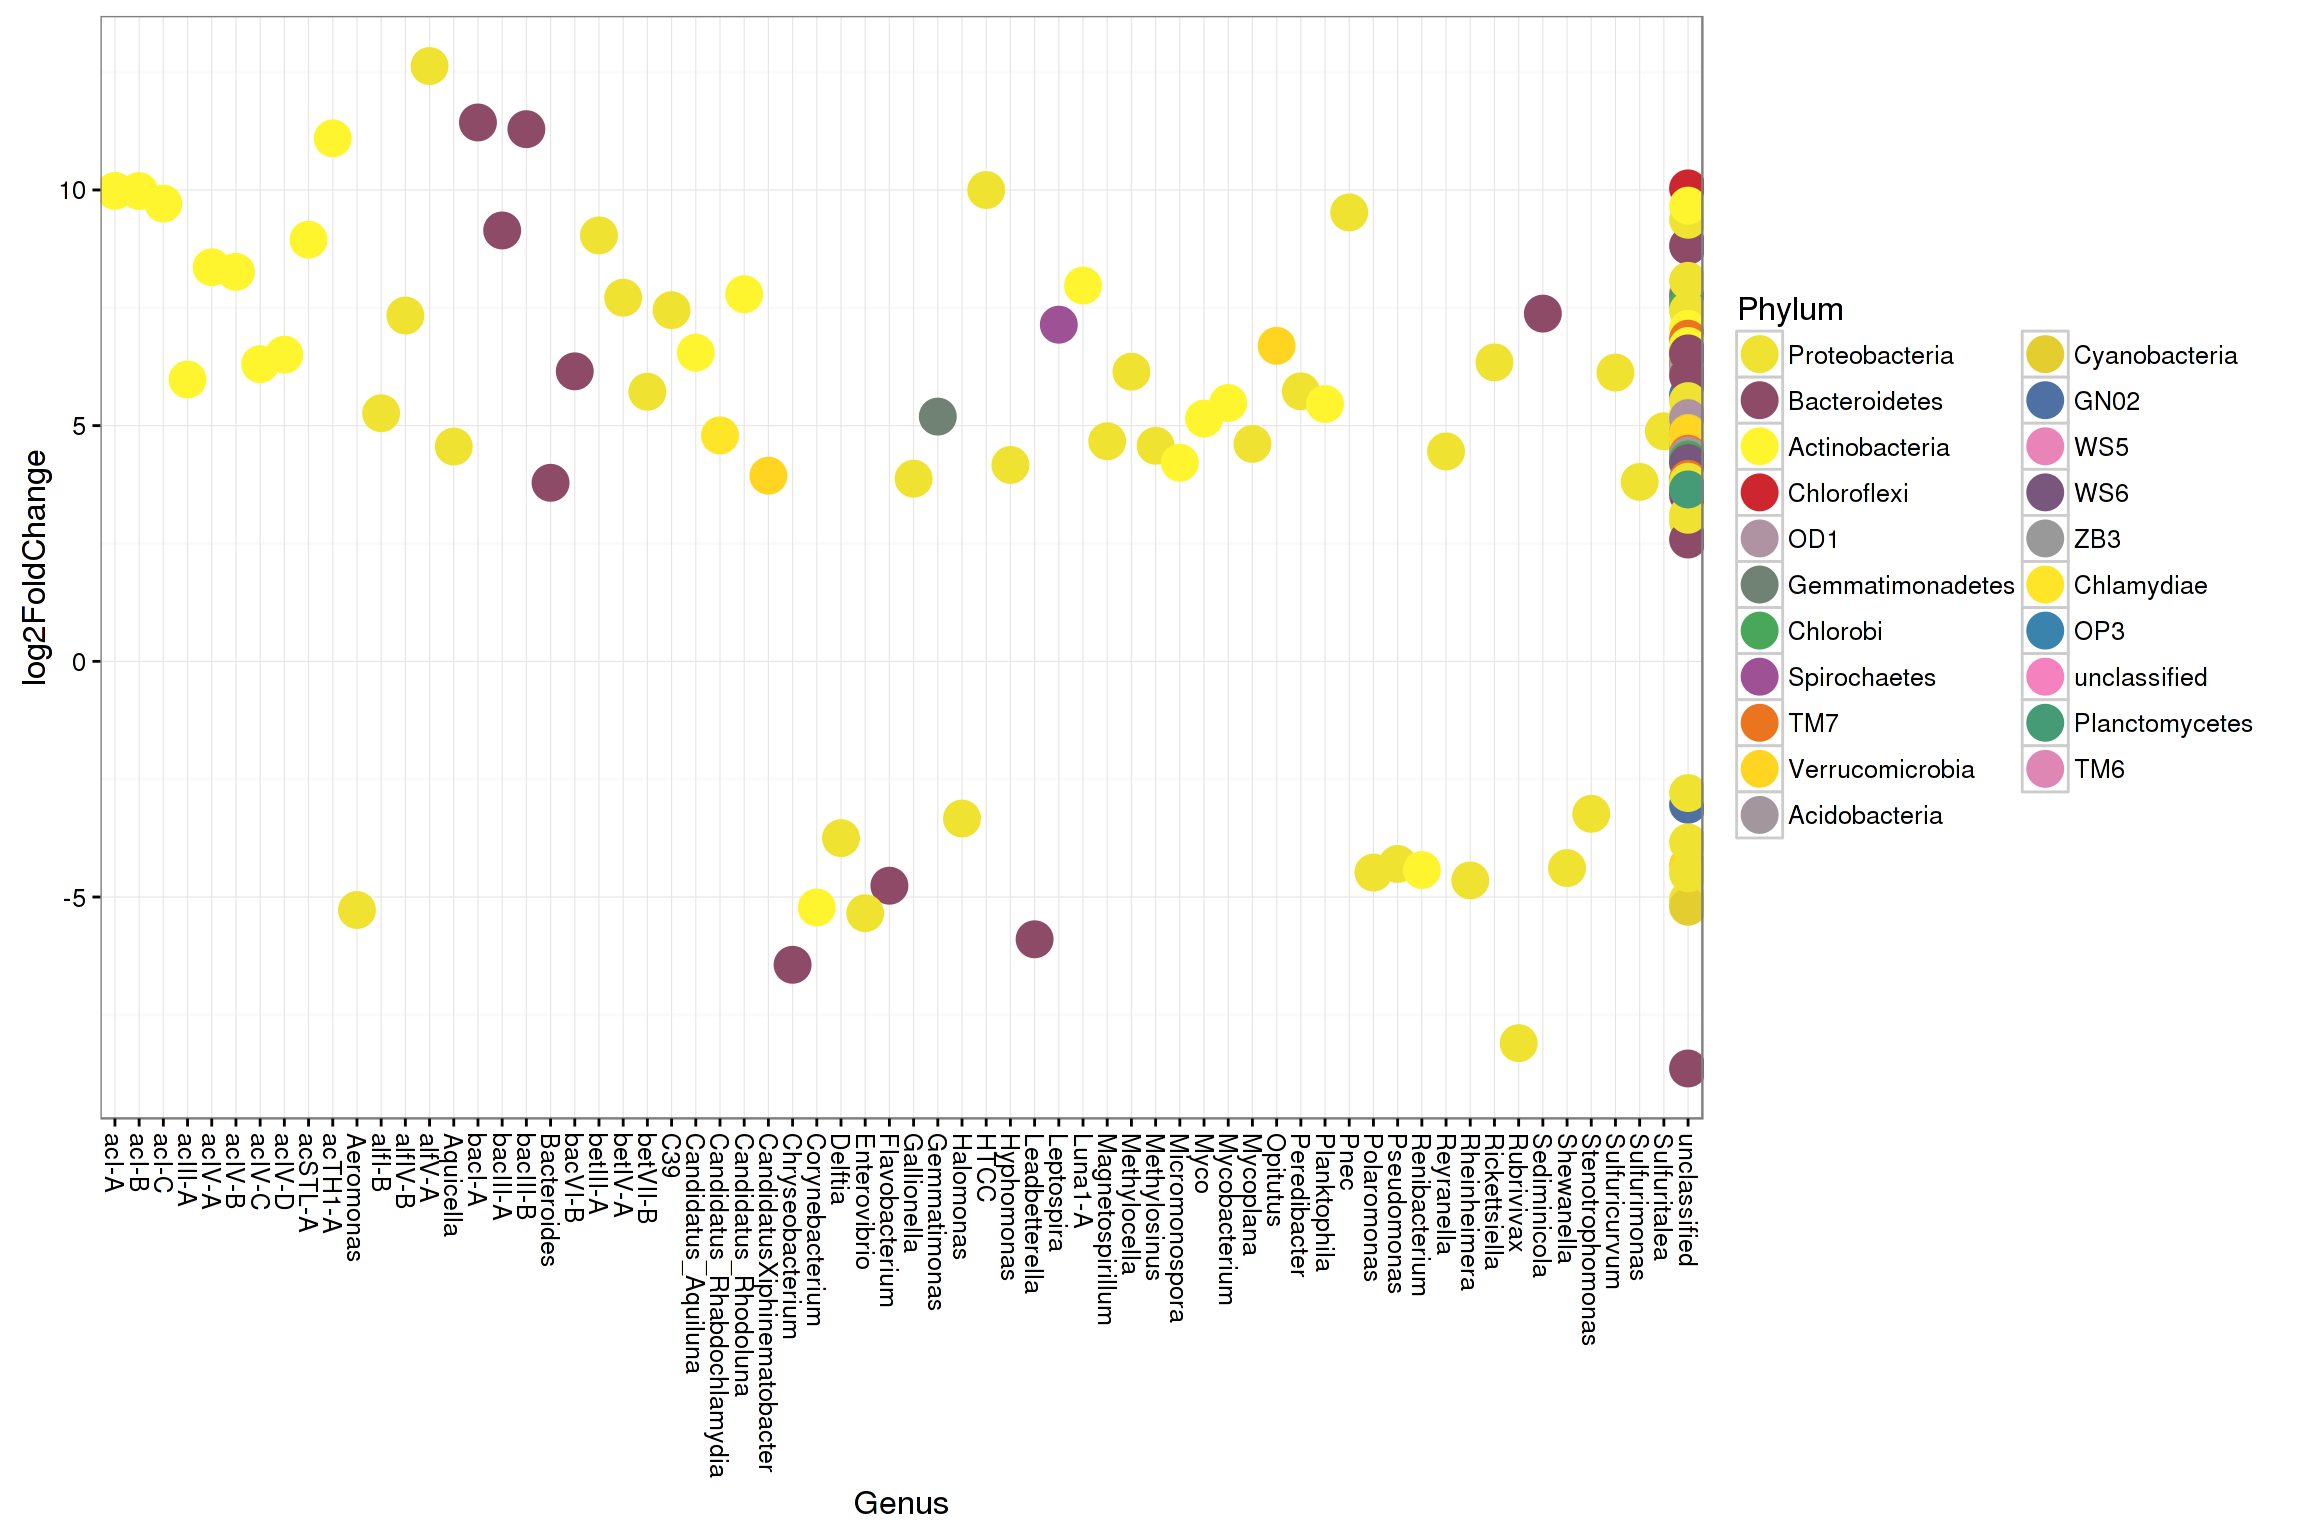 log2FoldChange
10
5
0
-5
acI-A
acI-B
acI-C
acIII-A
acIV-A
acIV-B
acIV-C
acIV-D
acSTL-A
acTH1-A
Aeromonas
alfI-B
alfIV-B
alfV-A
Aquicella
bacI-A
bacIII-A
bacIII-B
Bacteroides
bacVI-B
betIII-A
betIV-A
betVII-B
C39
Candidatus_Aquiluna
Candidatus_Rhabdochlamydia
Candidatus_Rhodoluna
CandidatusXiphinematobacter
Chryseobacterium
Corynebacterium
Delftia
Enterovibrio
Flavobacterium
Gallionella
Gemmatimonas
Halomonas
HTCC
Hyphomonas
Leadbetterella
Leptospira
Luna1-A
Magnetospirillum
Methylocella
Methylosinus
Micromonospora
Myco
Mycobacterium
Mycoplana
Opitutus
Peredibacter
Planktophila
Pnec
Polaromonas
Pseudomonas
Renibacterium
Reyranella
Rheinheimera
Rickettsiella
Rubrivivax
Sediminicola
Shewanella
Stenotrophomonas
Sulfuricurvum
Sulfurimonas
Sulfuritalea
unclassified
Genus
Phylum
Proteobacteria
Bacteroidetes
Actinobacteria
Chloroflexi
OD1
Gemmatimonadetes
Chlorobi
Spirochaetes
TM7
Verrucomicrobia
Acidobacteria
Cyanobacteria
GN02
WS5
WS6
ZB3
Chlamydiae
OP3
unclassified
Planctomycetes
TM6